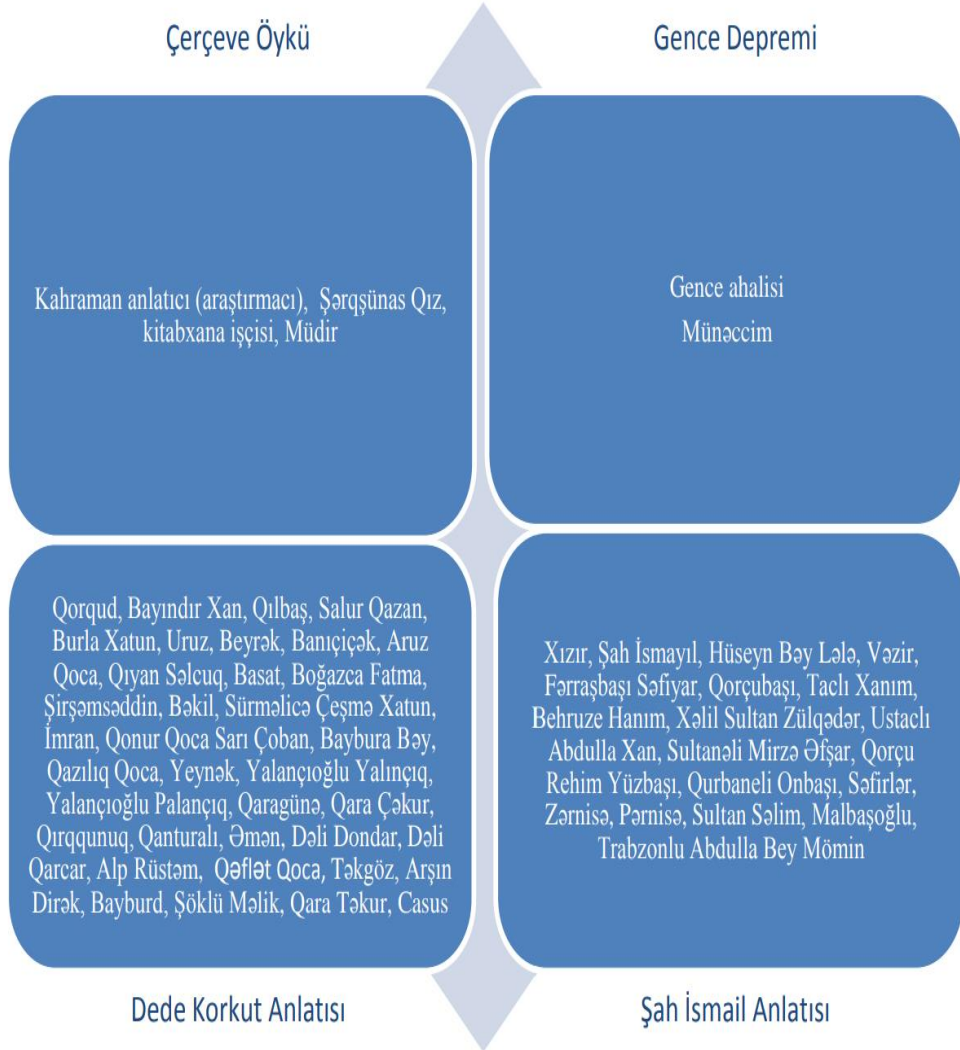 Çerçeve Öykü
Gence Depremi
Kahraman anlatıcı (araştırmacı), Şərqşünas Qız,
kitabxana işçisi, Müdir
Gence ahalisi
Münəccim
Qorqud, Bayındır Xan, Qılbaş, Salur Qazan,
Burla Xatun, Uruz, Beyrək, Banıçiçək, Aruz
Qoca, Qıyan Səlcuq, Basat, Boğazca Fatma,
Şirşəmsəddin, Bəkil, Sürməlicə Çeşmə Xatun,
İmran, Qonur Qoca Sarı Çoban, Baybura Bəy,
Qazılıq Qoca, Yeynək, Yalançıoğlu Yalınçıq,
Yalançıoğlu Palançıq, Qaragünə, Qara Çəkur,
Qırqqunuq, Qanturalı, Əmən, Dəli Dondar, Dəli
Qarcar, Alp Rüstəm, Qəflət Qoca, Təkgöz, Arşın
Dirək, Bayburd, Şöklü Məlik, Qara Təkur, Casus
Xızır, Şah İsmayıl, Hüseyn Bəy Lələ, Vəzir,
Fərraşbaşı Səfiyar, Qorçubaşı, Taclı Xanım,
Behruze Hanım, Xəlil Sultan Zülqədər, Ustaclı
Abdulla Xan, Sultanəli Mirzə Əfşar, Qorçu
Rehim Yüzbaşı, Qurbaneli Onbaşı, Səfirlər,
Zərnisə, Pərnisə, Sultan Səlim, Malbaşoğlu,
Trabzonlu Abdulla Bey Mömin
Dede Korkut Anlatısı
Şah İsmail Anlatısı